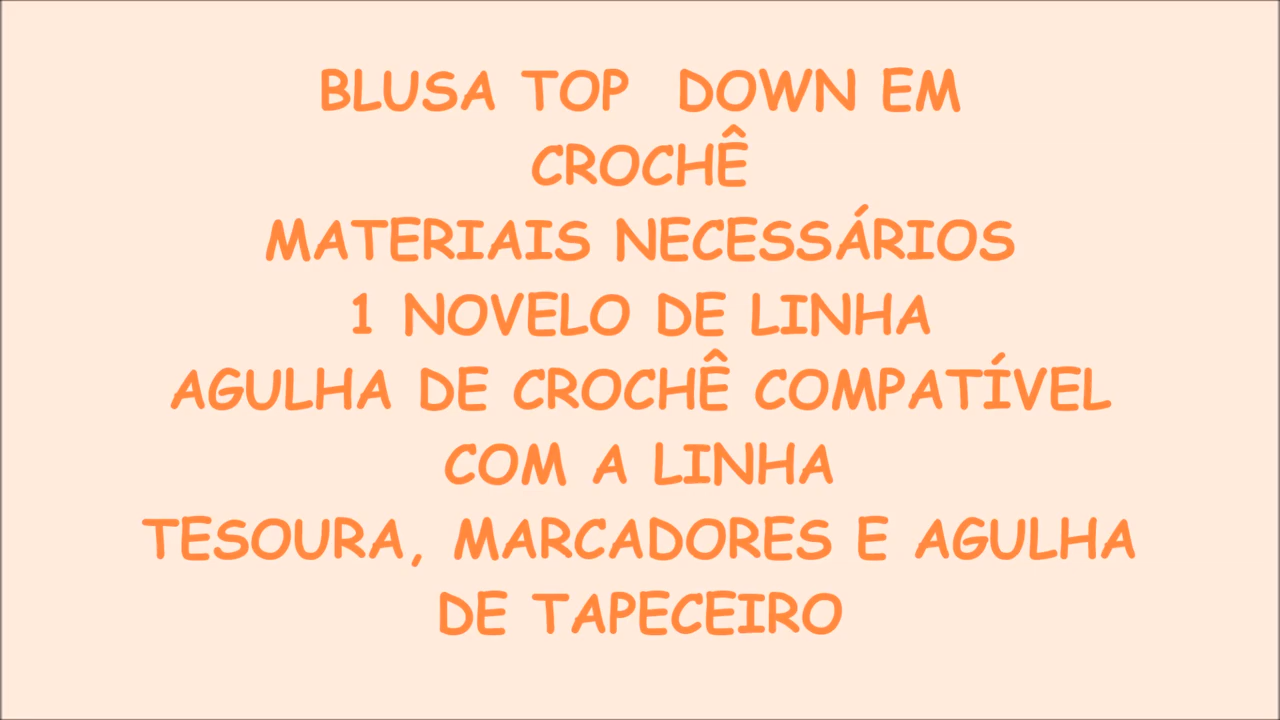 BLUSA TOP  DOWN EM
CROCHÊ
MATERIAIS NECESSÁRIOS
1 NOVELO DE LINHA
AGULHA DE CROCHÊ COMPATÍVEL
COM A LINHA
TESOURA, MARCADORES E AGULHA
DE TAPECEIRO